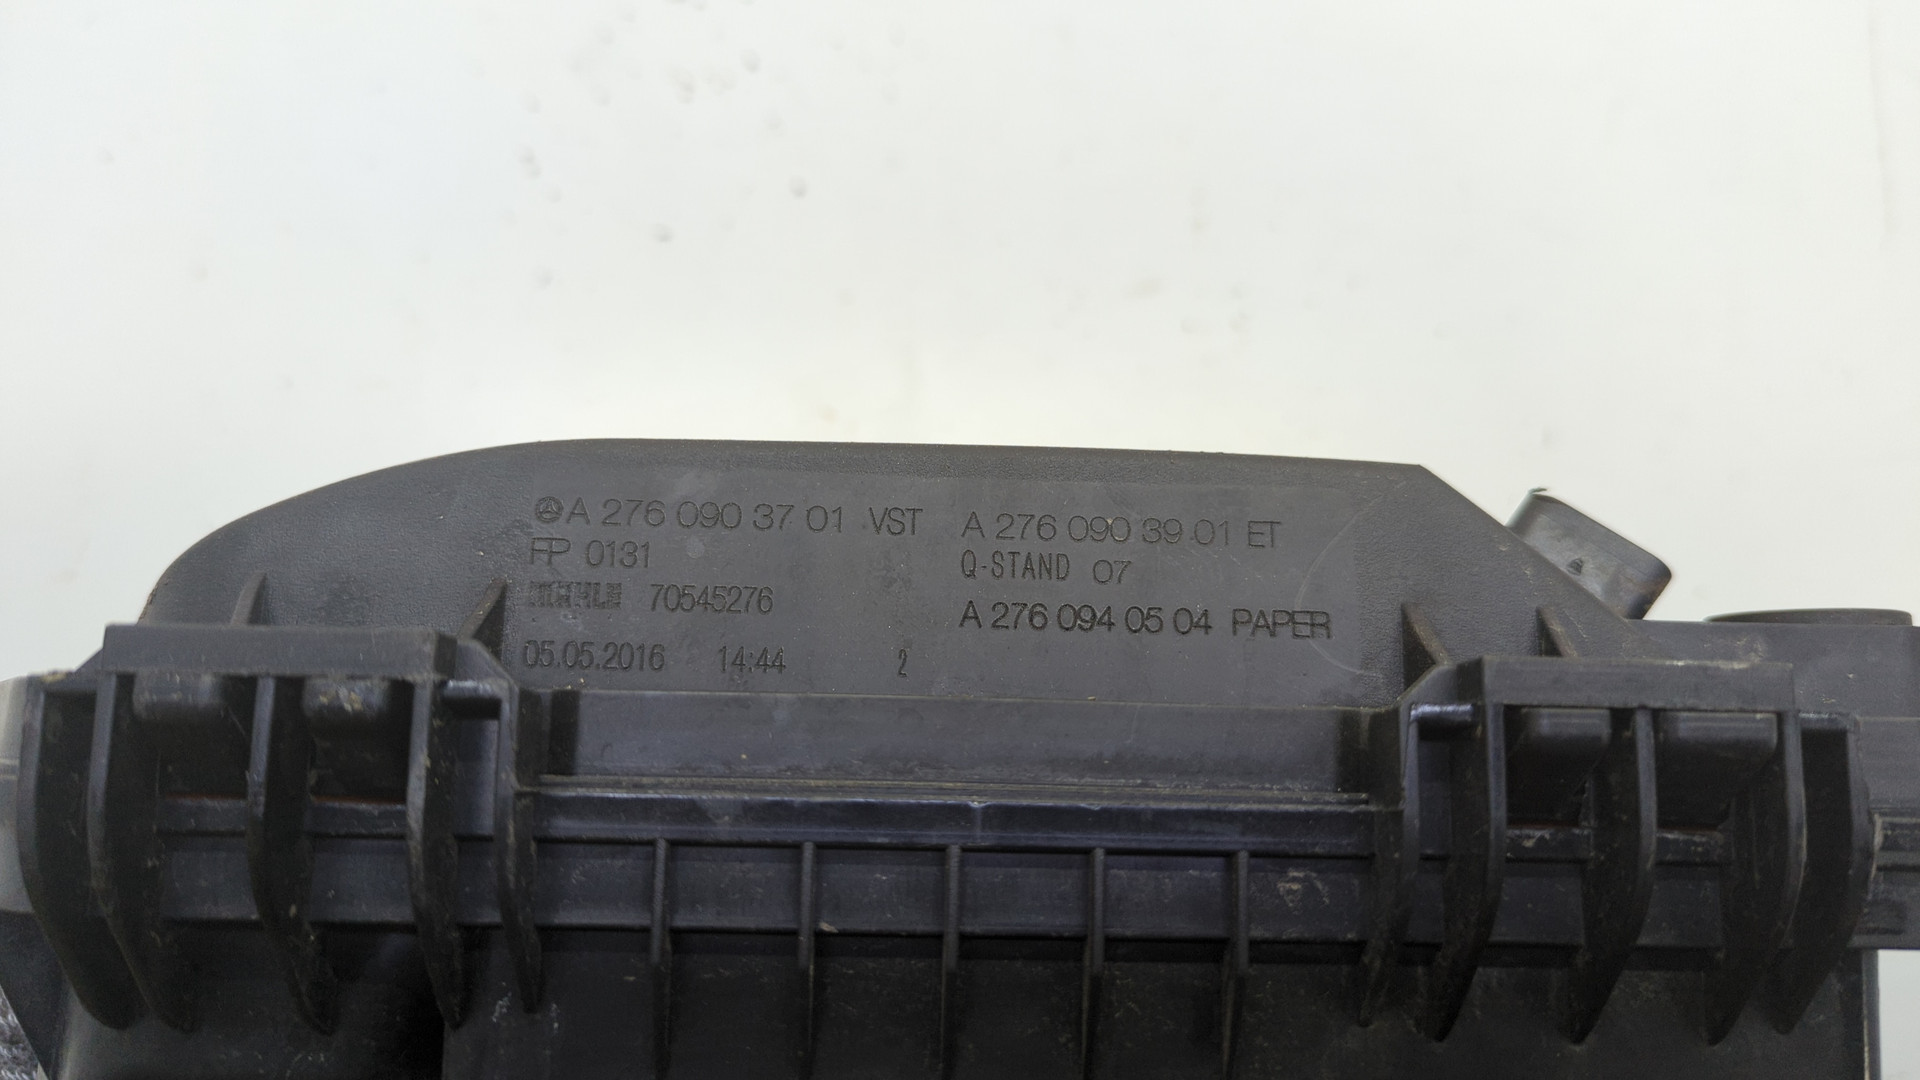 A 276 090 37 01 VST
FP 0131
MAHLE 70545276
05.05.2016 14:44 2
A 276 090 39 01 ET
Q-STAND 07
A 276 094 05 04 PAPER